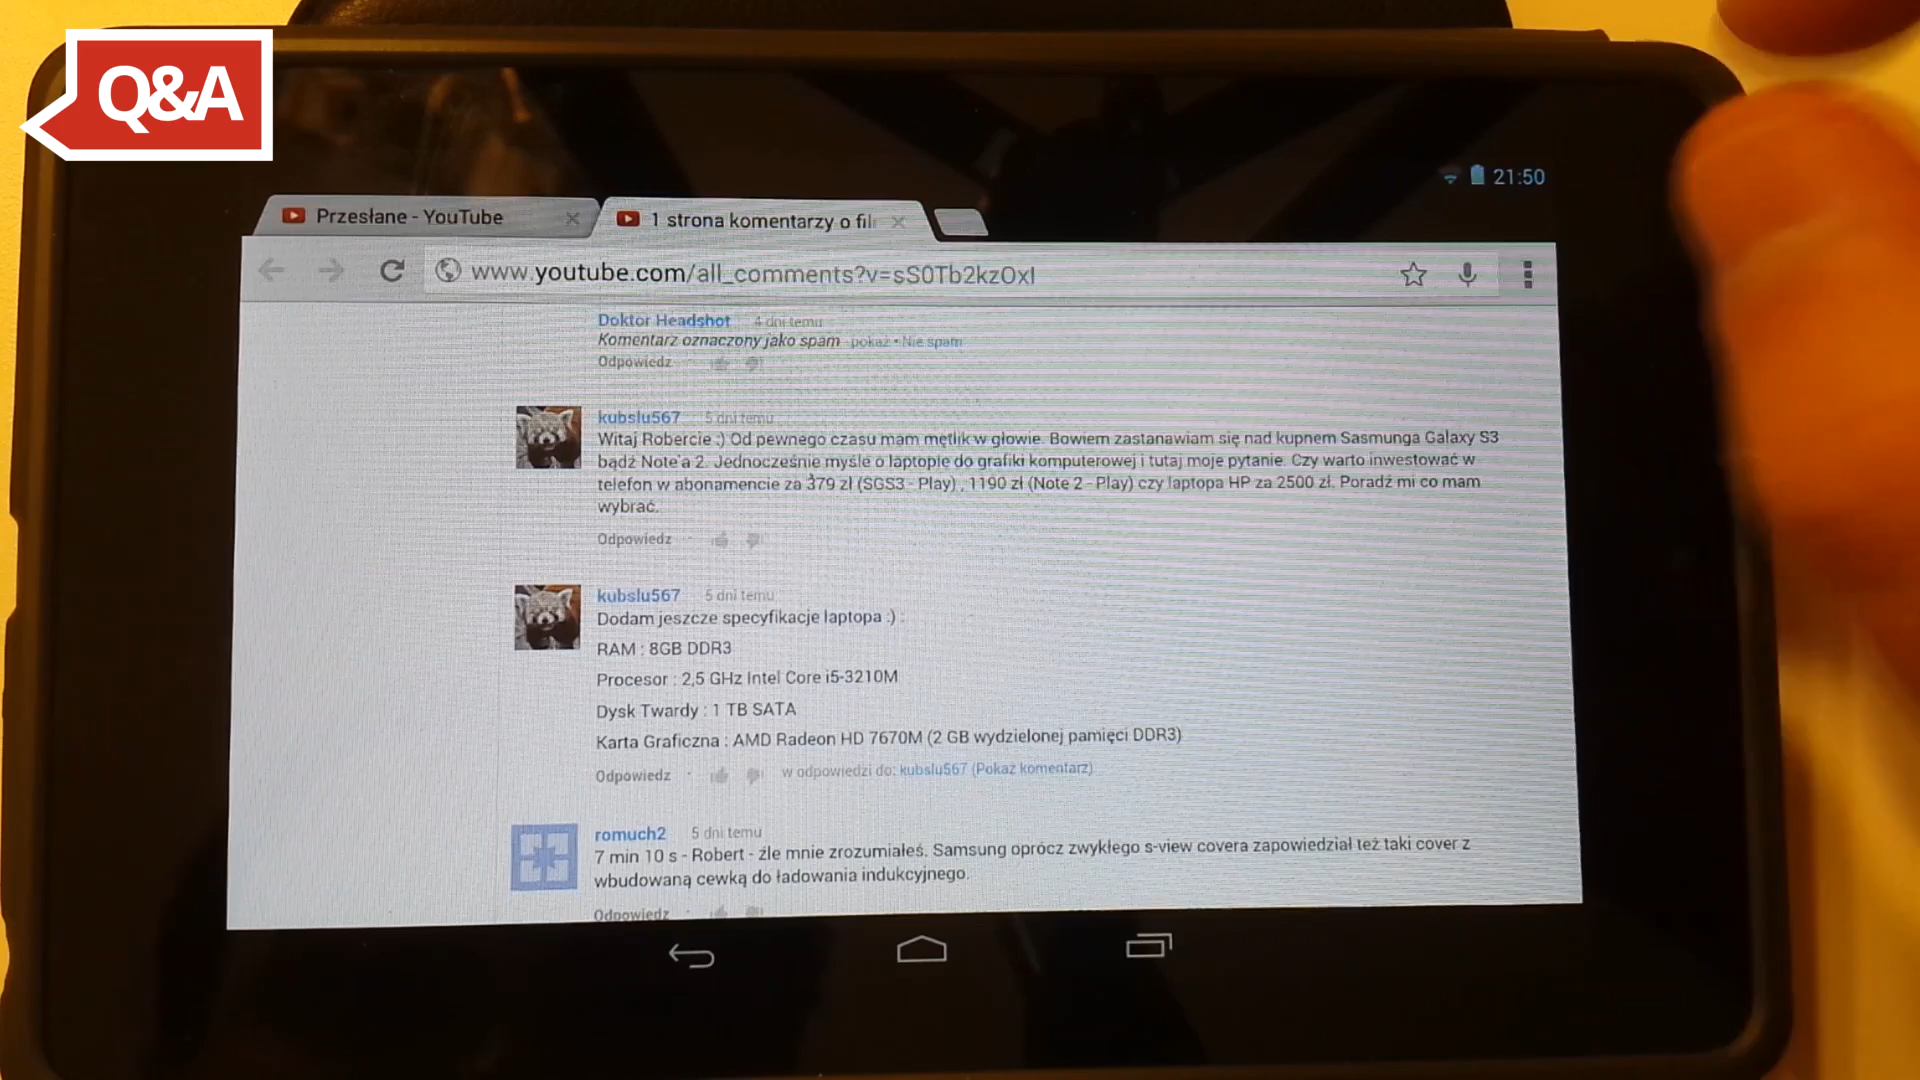 Q&A
21:50
Przesłane - YouTube
1 strona komentarzy o fil
www.youtube.com/all_comments?v=sS0Tb2kzOxI
Doktor Headshot 4 dni temu
Komentarz oznaczony jako spam pokaż • Nie spam
Odpowiedz
kubslu567 5 dni temu
Witaj Robercie ;) Od pewnego czasu mam mętlik w głowie. Bowiem zastanawiam się nad kupnem Sasmunga Galaxy S3
bądź Note'a 2. Jednocześnie myśle o laptopie do grafiki komputerowej i tutaj moje pytanie. Czy warto inwestować w
telefon w abonamencie za 379 zł (SGS3 - Play) , 1190 zł (Note 2 - Play) czy laptopa HP za 2500 zł. Poradź mi co mam
wybrać.
Odpowiedz
kubslu567 5 dni temu
Dodam jeszcze specyfikacje laptopa :) :
RAM : 8GB DDR3
Procesor : 2,5 GHz Intel Core i5-3210M
Dysk Twardy : 1 TB SATA
Karta Graficzna : AMD Radeon HD 7670M (2 GB wydzielonej pamięci DDR3)
Odpowiedz · w odpowiedzi do: kubslu567 (Pokaż komentarz)
romuch2 5 dni temu
7 min 10 s - Robert - źle mnie zrozumiałeś. Samsung oprócz zwykłego s-view covera zapowiedział też taki cover z
wbudowaną cewką do ładowania indukcyjnego.
Odpowiedz